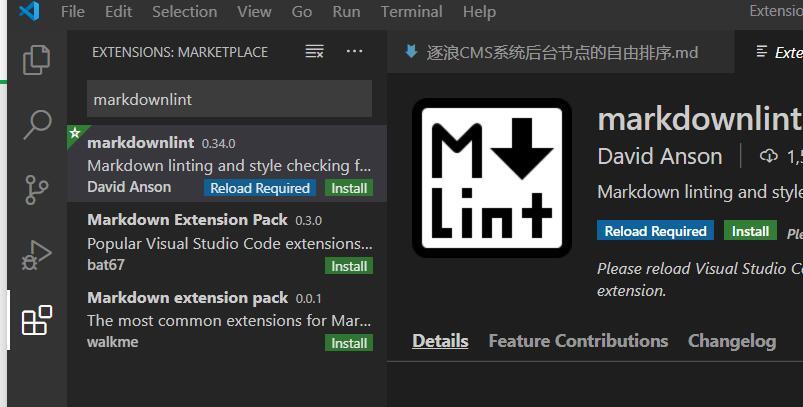 File Edit Selection View Go Run Terminal Help
Extensio
EXTENSIONS: MARKETPLACE
逐浪CMS系统后台节点的自由排序.md
Exte
markdownlint
markdownlint 0.34.0
Markdown linting and style checking f...
David Anson
Reload Required
Install
Markdown Extension Pack 0.3.0
Popular Visual Studio Code extensions...
bat67
Install
Markdown extension pack 0.0.1
The most common extensions for Mar...
walkme
Install
M
Lint
markdownlint
David Anson
1,5
Markdown linting and style
Reload Required
Install
Ple
Please reload Visual Studio Co
extension.
Details
Feature Contributions
Changelog